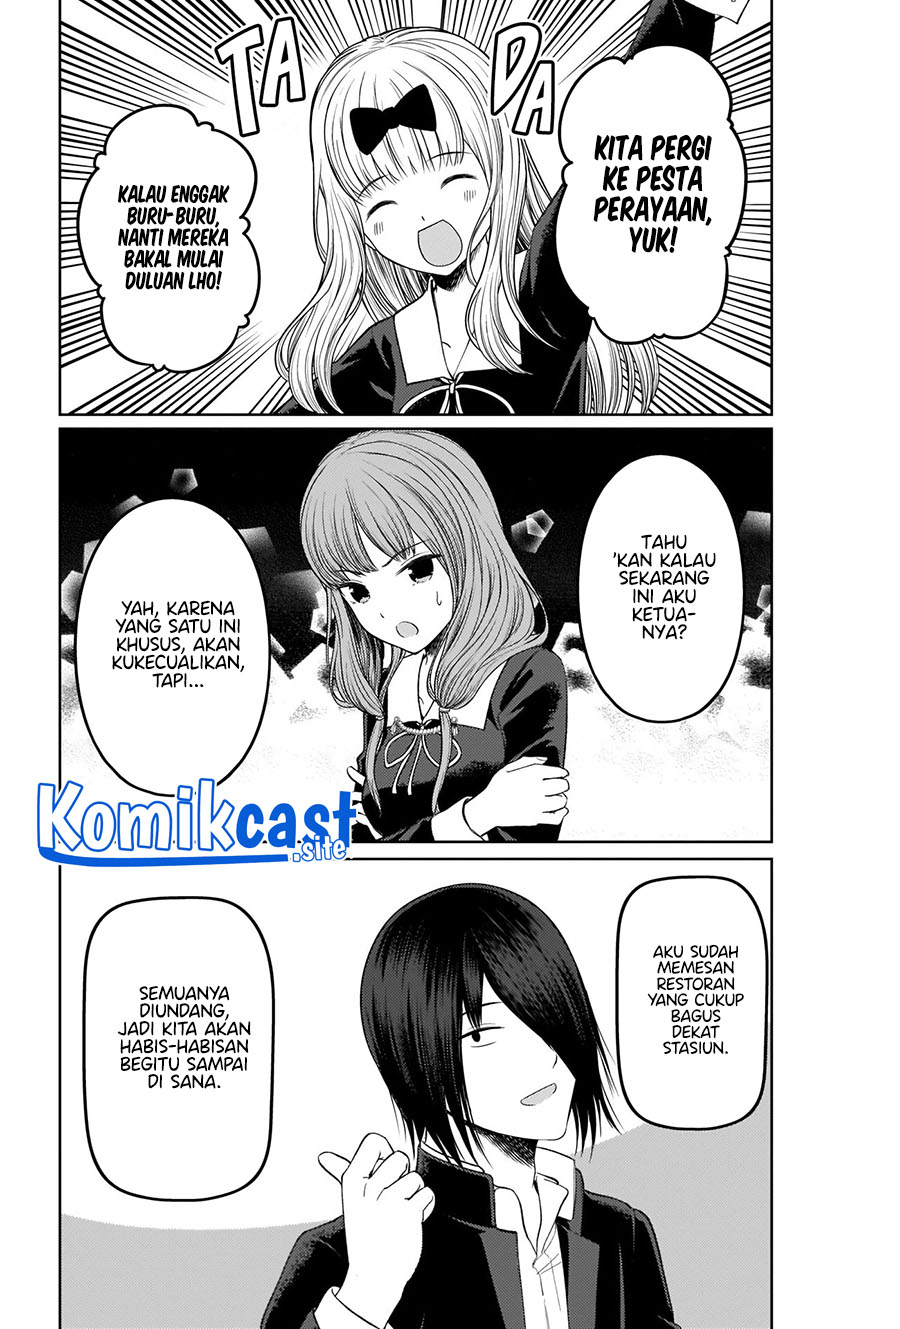 TA DA
KITA PERGI
KE PESTA
PERAYAAN,
YUK!
KALAU ENGGAK
BURU-BURU,
NANTI MEREKA
BAKAL MULAI
DULUAN LHO!
TAHU
'KAN KALAU
SEKARANG
INI AKU
KETUA-
NYA?
YAH, KARENA
YANG SATU INI
KHUSUS, AKAN
KUKECUALIKAN,
TAPI...
Komikcast
.site
AKU SUDAH
MEMESAN
RESTORAN
YANG CUKUP
BAGUS
DEKAT
STASIUN.
SEMUANYA
DIUNDANG,
JADI KITA AKAN
HABIS-HABISAN
BEGITU SAMPAI
DI SANA.